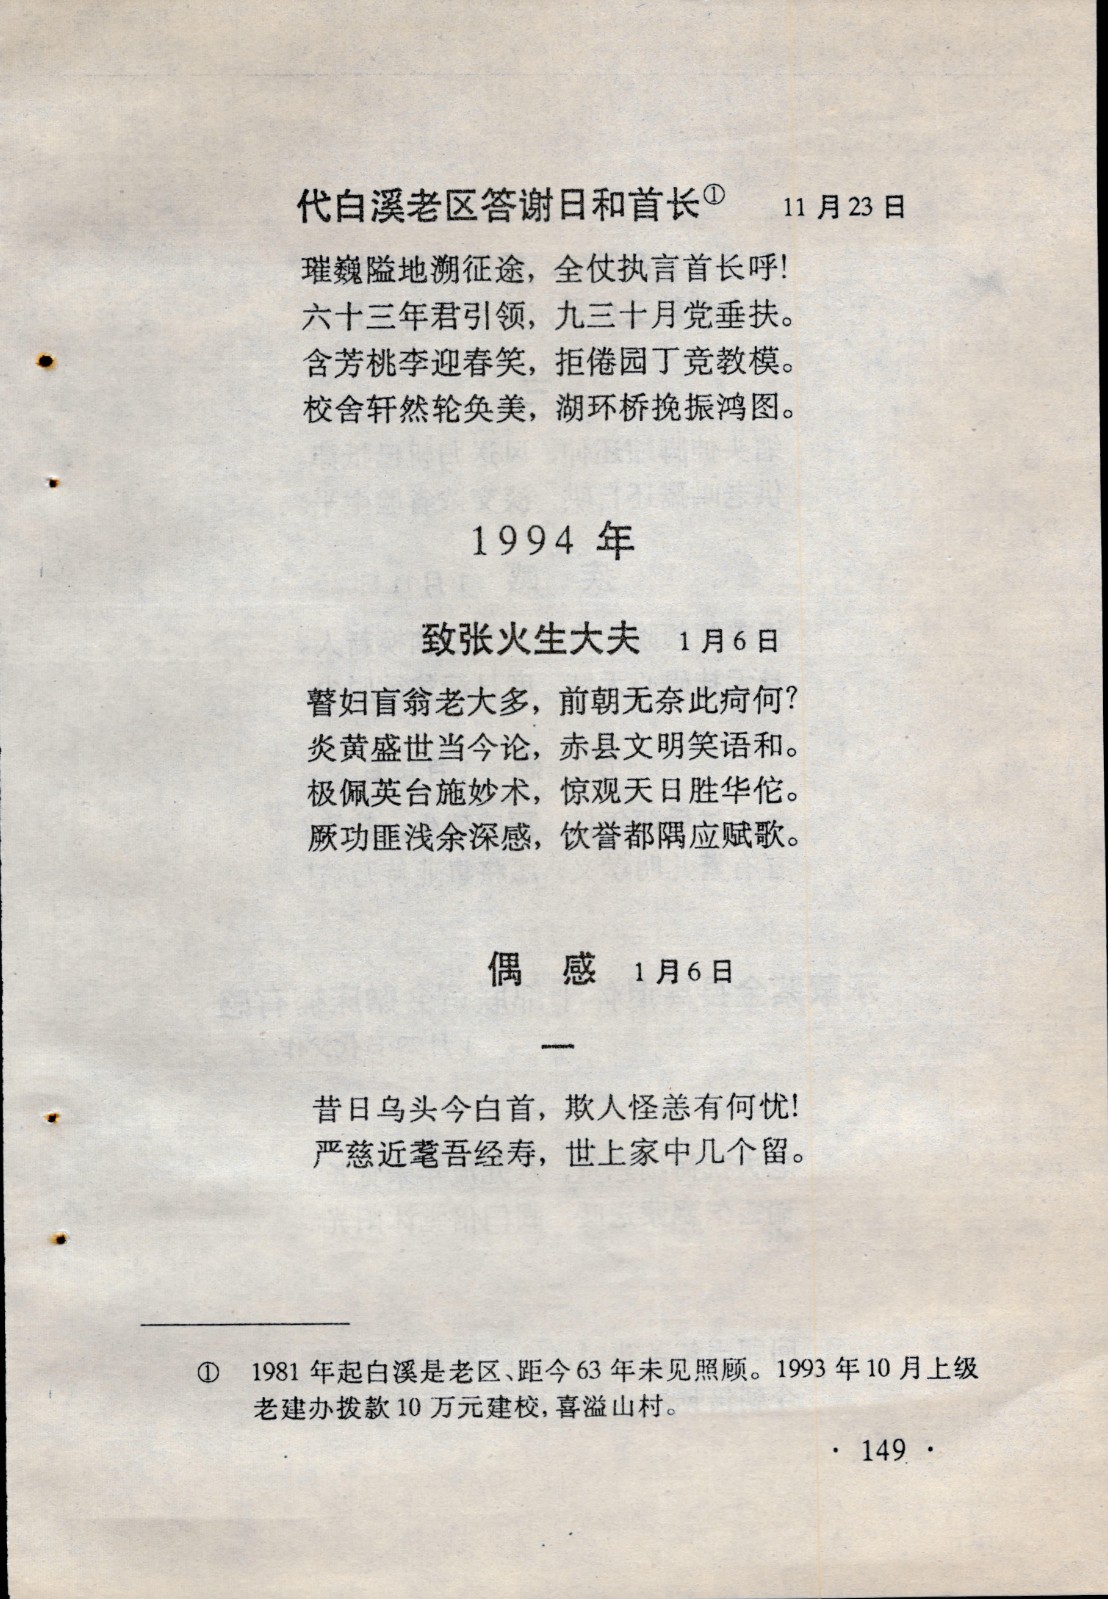 代白溪老区答谢日和首长① 11月23日
璀巍隘地溯征途，全仗执言首长呼！
六十三年君引领，九三十月党垂扶。
含芳桃李迎春笑，拒倦园丁竞教模。
校舍轩然轮奂美，湖环桥挽振鸿图。
1994年
致张火生大夫 1月6日
瞽妇盲翁老大多，前朝无奈此疴何？
炎黄盛世当今论，赤县文明笑语和。
极佩英台施妙术，惊观天日胜华佗。
厥功匪浅余深感，饮誉都隅应赋歌。
偶 感 1月6日
一
昔日乌头今白首，欺人怪恙有何忧！
严慈近耄吾经寿，世上家中几个留。
① 1981年起白溪是老区、距今63年未见照顾。1993年10月上级
老建办拨款10万元建校，喜溢山村。
· 149 ·